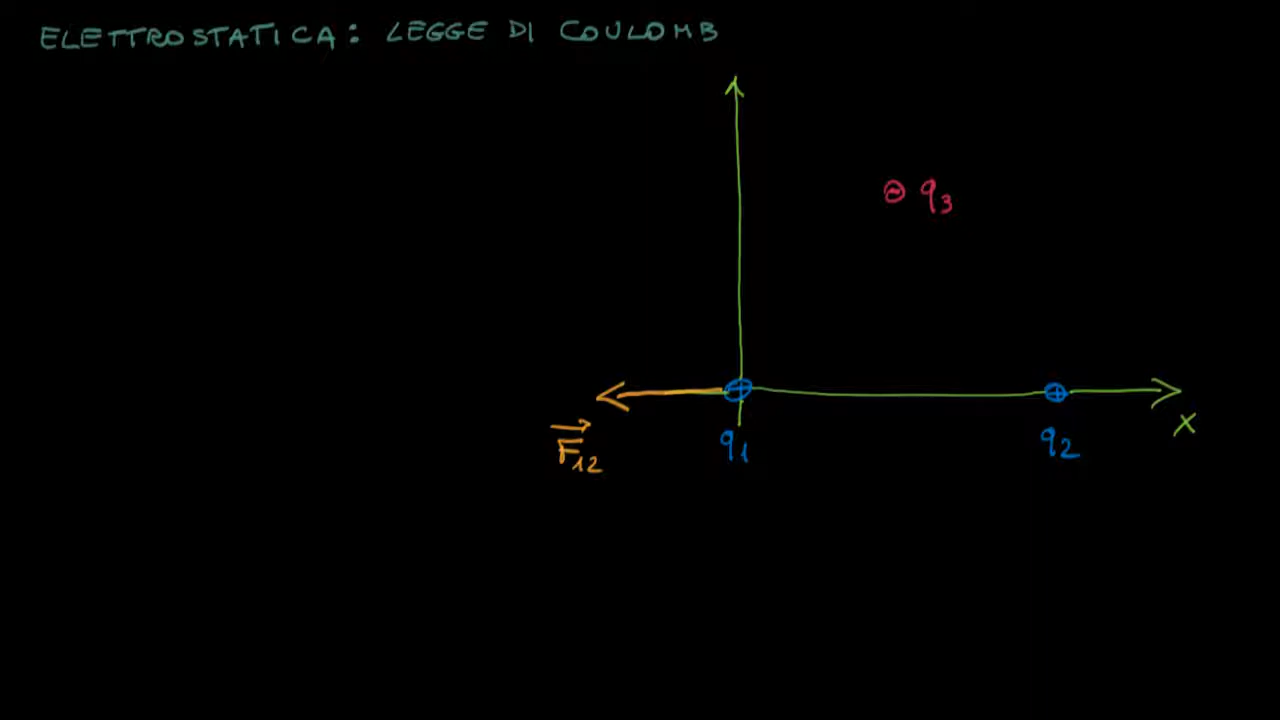 ELETTROSTATICA: LEGGE DI COULOMB
⊖ q3
F12
q1
q2
x